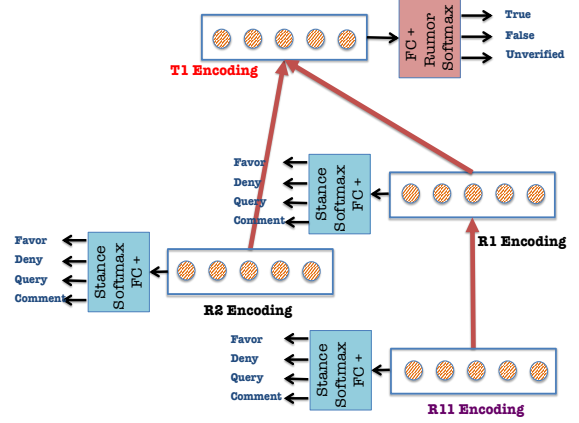 True
False
Unverified
FC +
Rumor
Softmax
T1 Encoding
Favor
Deny
Query
Comment
Stance
Softmax
FC +
R1 Encoding
Favor
Deny
Query
Comment
Stance
Softmax
FC +
R2 Encoding
Favor
Deny
Query
Comment
Stance
Softmax
FC +
R11 Encoding